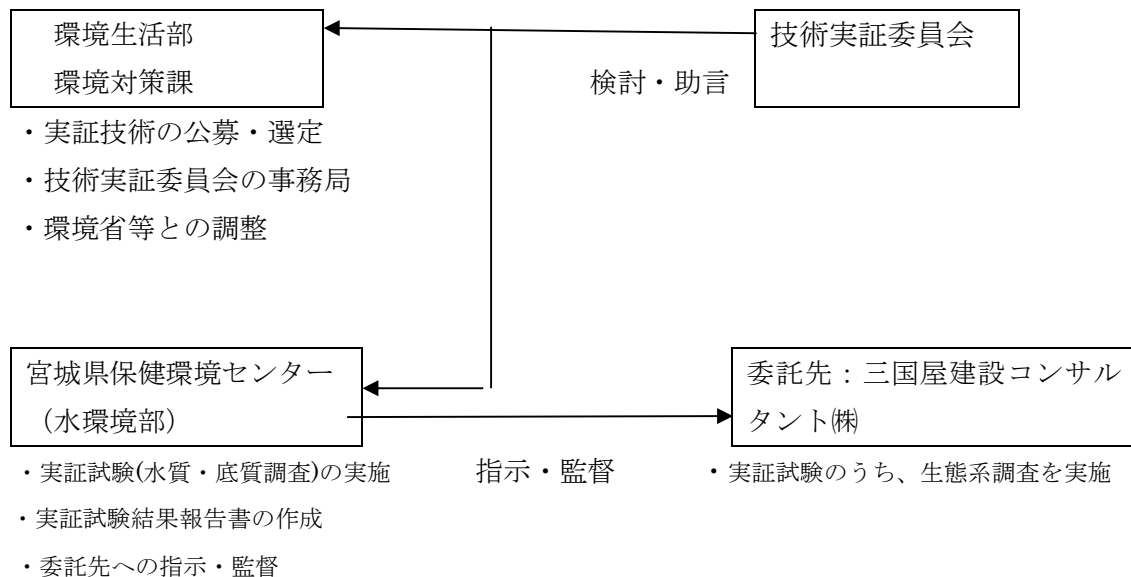 環境生活部
環境対策課
技術実証委員会
検討・助言
・実証技術の公募・選定
・技術実証委員会の事務局
・環境省等との調整
宮城県保健環境センター
（水環境部）
委託先：三国屋建設コンサル
タント㈱
・実証試験(水質・底質調査)の実施
指示・監督
・実証試験のうち、生態系調査を実施
・実証試験結果報告書の作成
・委託先への指示・監督